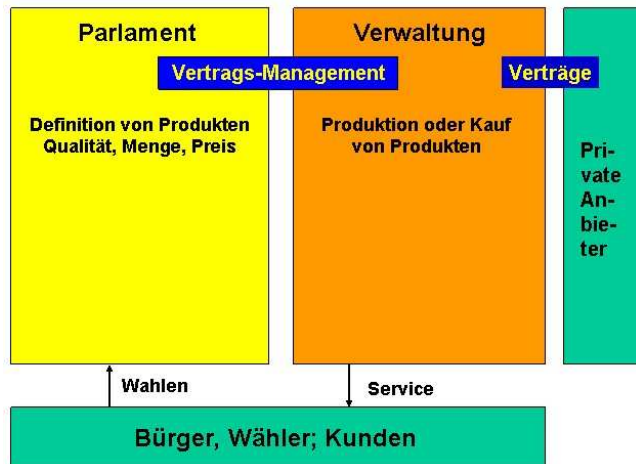 Parlament
Verwaltung
Vertrags-Management
Verträge
Definition von Produkten
Qualität, Menge, Preis
Produktion oder Kauf
von Produkten
Pri-
vate
An-
bie-
ter
Wahlen
Service
Bürger, Wähler; Kunden